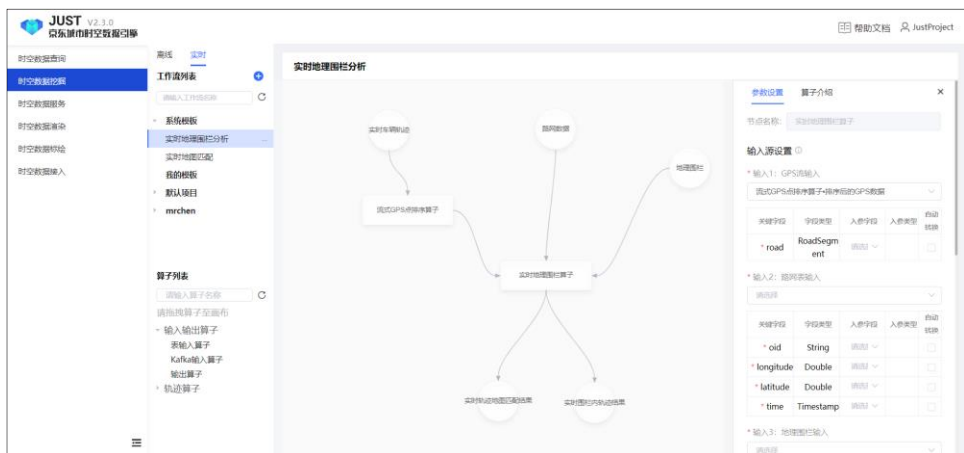 JUST V2.3.0
京东城市时空数据引擎
帮助文档
JustProject
时空数据查询
时空数据挖掘
时空数据服务
时空数据渲染
时空数据标绘
时空数据接入
离线 实时
工作流列表
请输入工作流名称
系统模板
实时地理围栏分析 ...
实时地图匹配
我的模板
默认项目
mrchen
算子列表
请输入算子名称
请拖拽算子至画布
输入输出算子
表输入算子
Kafka输入算子
输出算子
轨迹算子
实时地理围栏分析
实时车辆轨迹
路网数据
地理围栏
流式GPS点排序算子
实时地理围栏算子
实时轨迹地图匹配结果
实时围栏内轨迹结果
参数设置 算子介绍
节点名称: 实时地理围栏算子
输入源设置
* 输入1: GPS流输入
流式GPS点排序算子•排序后的GPS数据
关键字段 字段类型 入参字段 入参类型 自动转换
* road RoadSegment 请选择
* 输入2: 路网表输入
请选择
关键字段 字段类型 入参字段 入参类型 自动转换
* oid String 请选择
* longitude Double 请选择
* latitude Double 请选择
* time Timestamp 请选择
* 输入3: 地理围栏输入
请选择